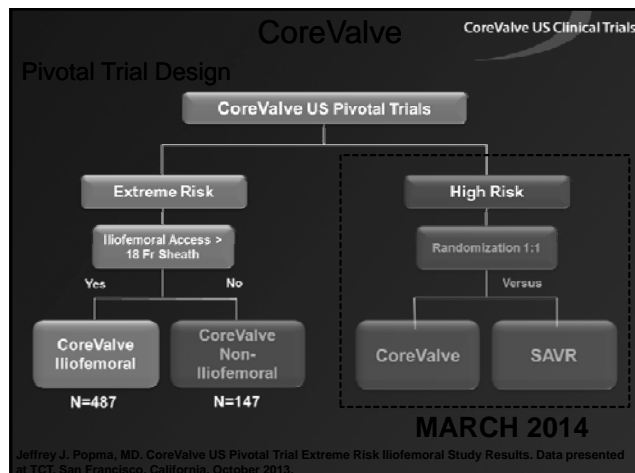 CoreValve
CoreValve US Clinical Trials
Pivotal Trial Design
CoreValve US Pivotal Trials
Extreme Risk
High Risk
Iliofemoral Access >
18 Fr Sheath
Randomization 1:1
Yes
No
Versus
CoreValve
Iliofemoral
CoreValve
Non-
Iliofemoral
CoreValve
SAVR
N=487
N=147
MARCH 2014
Jeffrey J. Popma, MD. CoreValve US Pivotal Trial Extreme Risk Iliofemoral Study Results. Data presented
at TCT, San Francisco, California, October 2013.